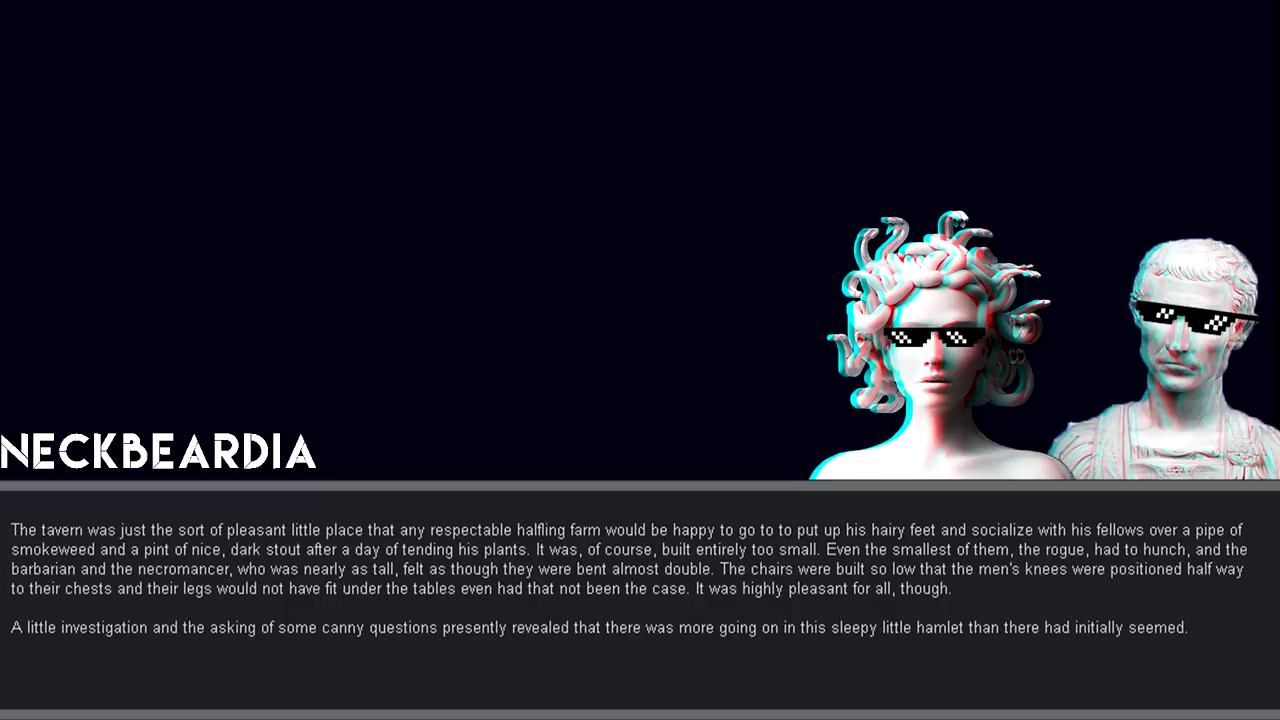 NECKBEARDIA
The tavern was just the sort of pleasant little place that any respectable halfling farm would be happy to go to to put up his hairy feet and socialize with his fellows over a pipe of
smokeweed and a pint of nice, dark stout after a day of tending his plants. It was, of course, built entirely too small. Even the smallest of them, the rogue, had to hunch, and the
barbarian and the necromancer, who was nearly as tall, felt as though they were bent almost double. The chairs were built so low that the men's knees were positioned half way
to their chests and their legs would not have fit under the tables even had that not been the case. It was highly pleasant for all, though.
A little investigation and the asking of some canny questions presently revealed that there was more going on in this sleepy little hamlet than there had initially seemed.